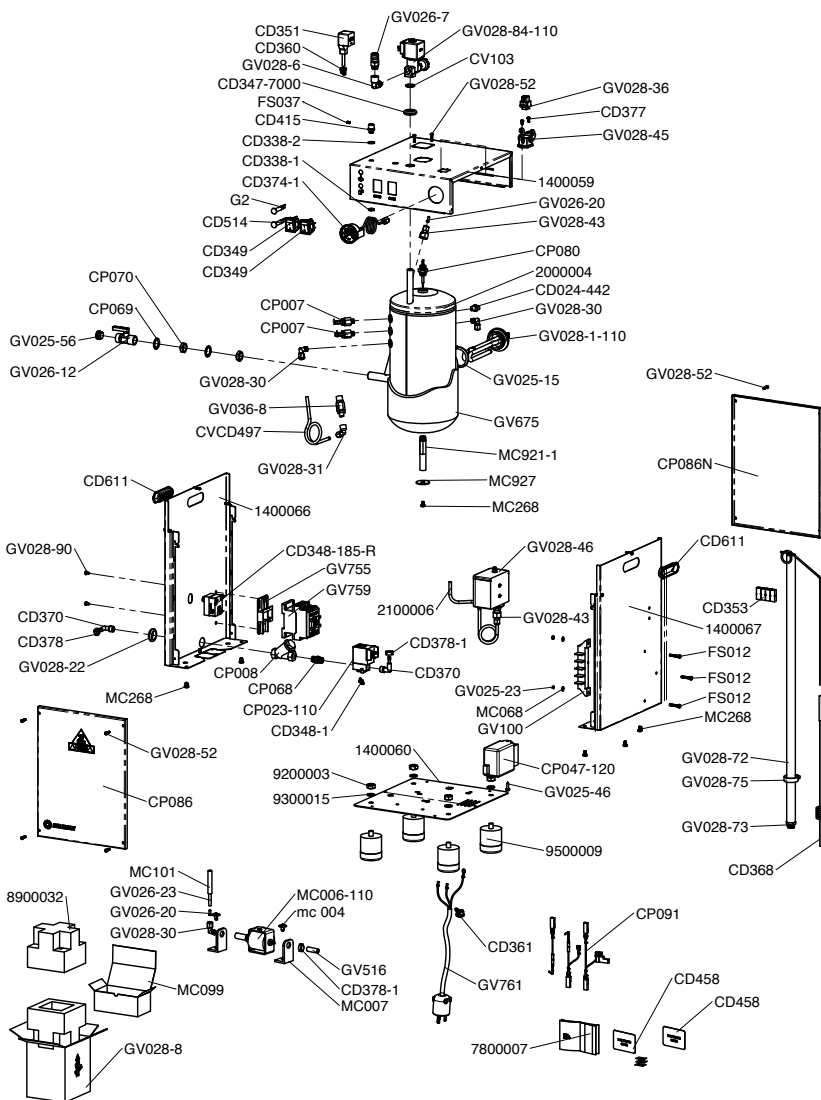 CD351
GV026-7
GV028-84-110
CD360
GV028-6
CV103
CD347-7000
GV028-52
GV028-36
FS037
CD377
CD415
GV028-45
CD338-2
CD338-1
CD374-1
1400059
G2
GV026-20
CD514
GV028-43
CD349
CD349
CP080
2000004
CP070
CD024-442
CP069
CP007
GV028-30
CP007
GV025-56
GV028-1-110
GV026-12
GV028-30
GV025-15
GV028-52
GV036-8
GV675
CVCD497
MC921-1
CP086N
GV028-31
CD611
MC927
1400066
MC268
CD611
GV028-90
CD348-185-R
GV028-46
GV755
GV759
2100006
CD353
CD370
GV028-43
1400067
CD378
CD378-1
GV028-22
CP008
CD370
FS012
CP068
GV025-23
FS012
MC268
CP023-110
MC068
FS012
CD348-1
GV100
MC268
GV028-52
1400060
GV028-72
9200003
CP047-120
GV028-75
CP086
9300015
GV025-46
GV028-73
9500009
CD368
MC101
8900032
GV026-23
MC006-110
GV026-20
mc 004
CP091
GV028-30
CD361
MC099
GV516
GV761
CD378-1
MC007
CD458
CD458
GV028-8
7800007